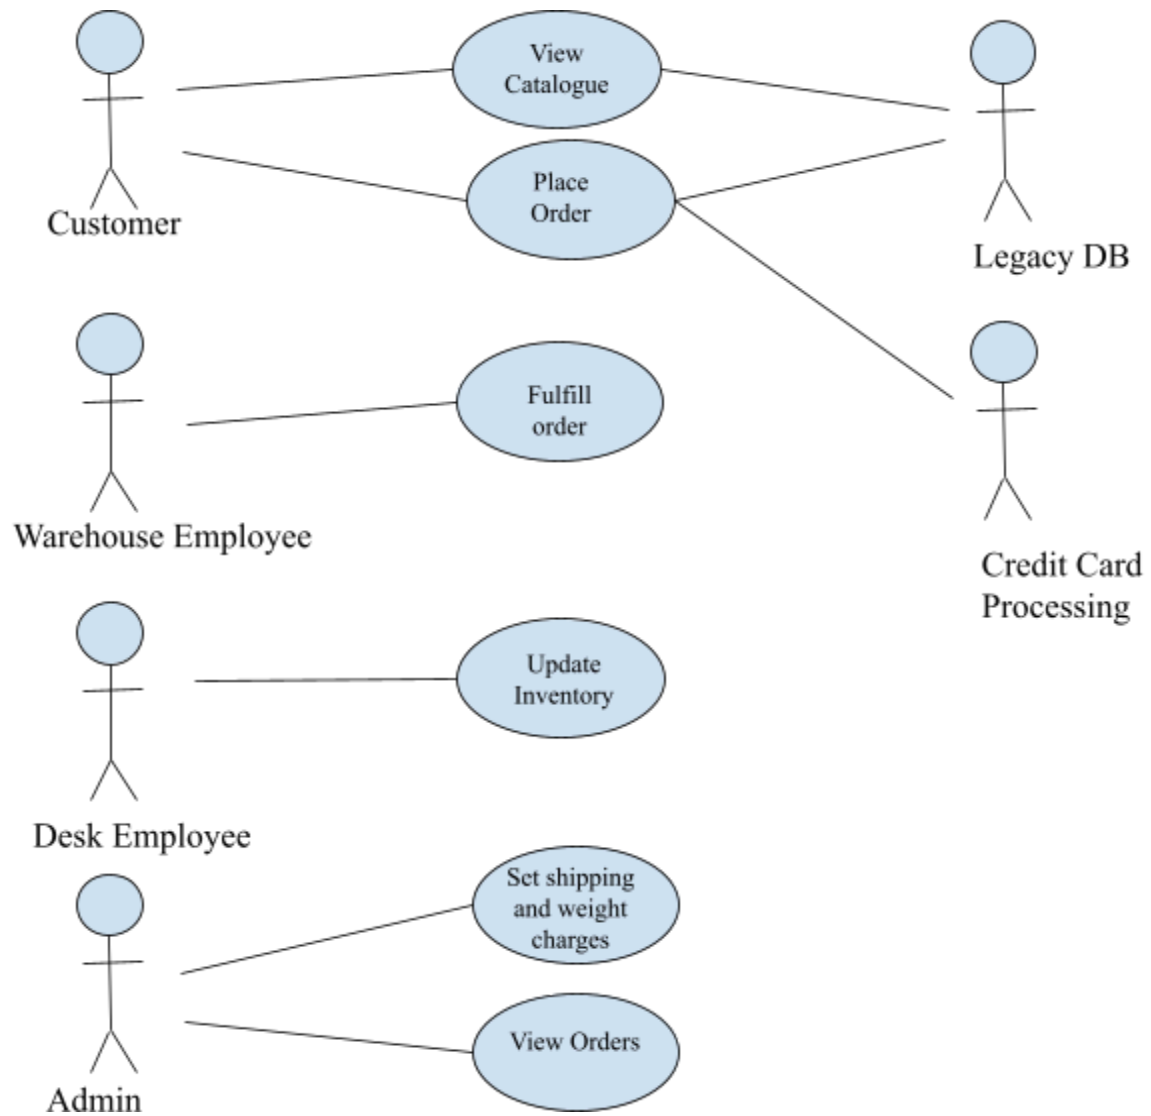 View
Catalogue
Place
Order
Customer
Legacy DB
Fulfill
order
Warehouse Employee
Credit Card
Processing
Update
Inventory
Desk Employee
Set shipping
and weight
charges
View Orders
Admin